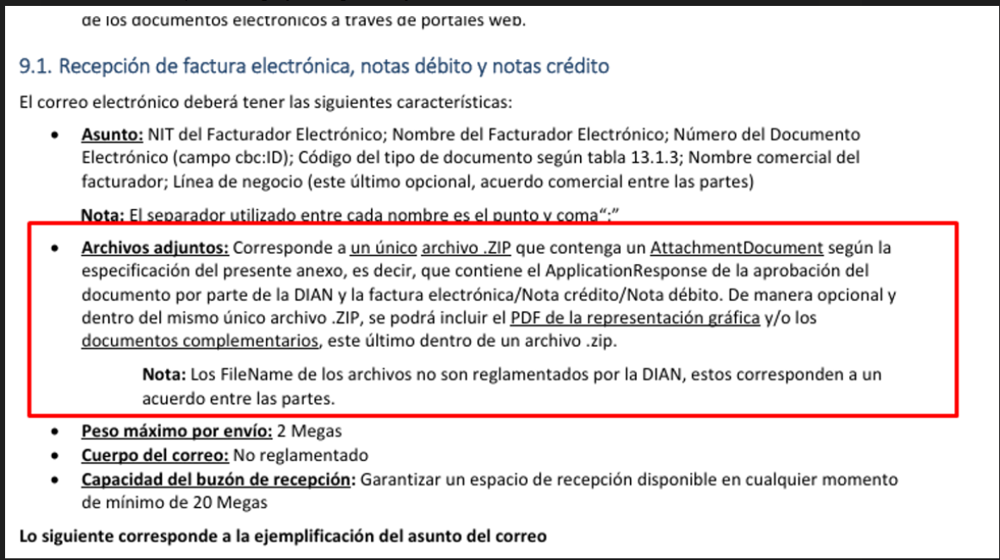 de los documentos electrónicos a través de portales web.
9.1. Recepción de factura electrónica, notas débito y notas crédito
El correo electrónico deberá tener las siguientes características:
• Asunto: NIT del Facturador Electrónico; Nombre del Facturador Electrónico; Número del Documento
Electrónico (campo cbc:ID); Código del tipo de documento según tabla 13.1.3; Nombre comercial del
facturador; Línea de negocio (este último opcional, acuerdo comercial entre las partes)
Nota: El separador utilizado entre cada nombre es el punto y coma“;”
• Archivos adjuntos: Corresponde a un único archivo .ZIP que contenga un AttachmentDocument según la
especificación del presente anexo, es decir, que contiene el ApplicationResponse de la aprobación del
documento por parte de la DIAN y la factura electrónica/Nota crédito/Nota débito. De manera opcional y
dentro del mismo único archivo .ZIP, se podrá incluir el PDF de la representación gráfica y/o los
documentos complementarios, este último dentro de un archivo .zip.
Nota: Los FileName de los archivos no son reglamentados por la DIAN, estos corresponden a un
acuerdo entre las partes.
• Peso máximo por envío: 2 Megas
• Cuerpo del correo: No reglamentado
• Capacidad del buzón de recepción: Garantizar un espacio de recepción disponible en cualquier momento
de mínimo de 20 Megas
Lo siguiente corresponde a la ejemplificación del asunto del correo